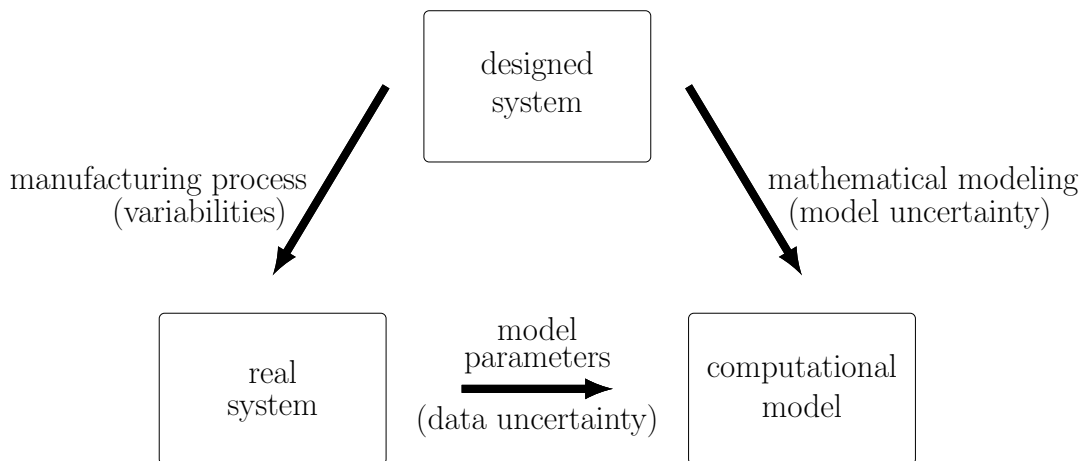 designed
system
manufacturing process
(variabilities)
mathematical modeling
(model uncertainty)
real
system
model
parameters
(data uncertainty)
computational
model